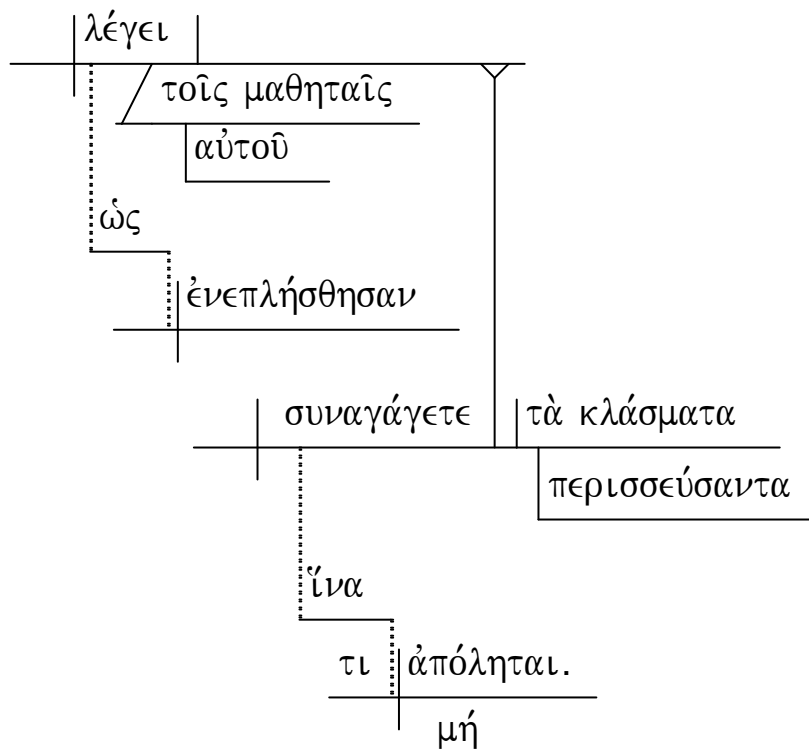 λέγει
τοῖς μαθηταῖς
αὐτοῦ
ὡς
ἐνεπλήσθησαν
συναγάγετε τὰ κλάσματα
περισσεύσαντα
ἵνα
τι ἀπόληται.
μή